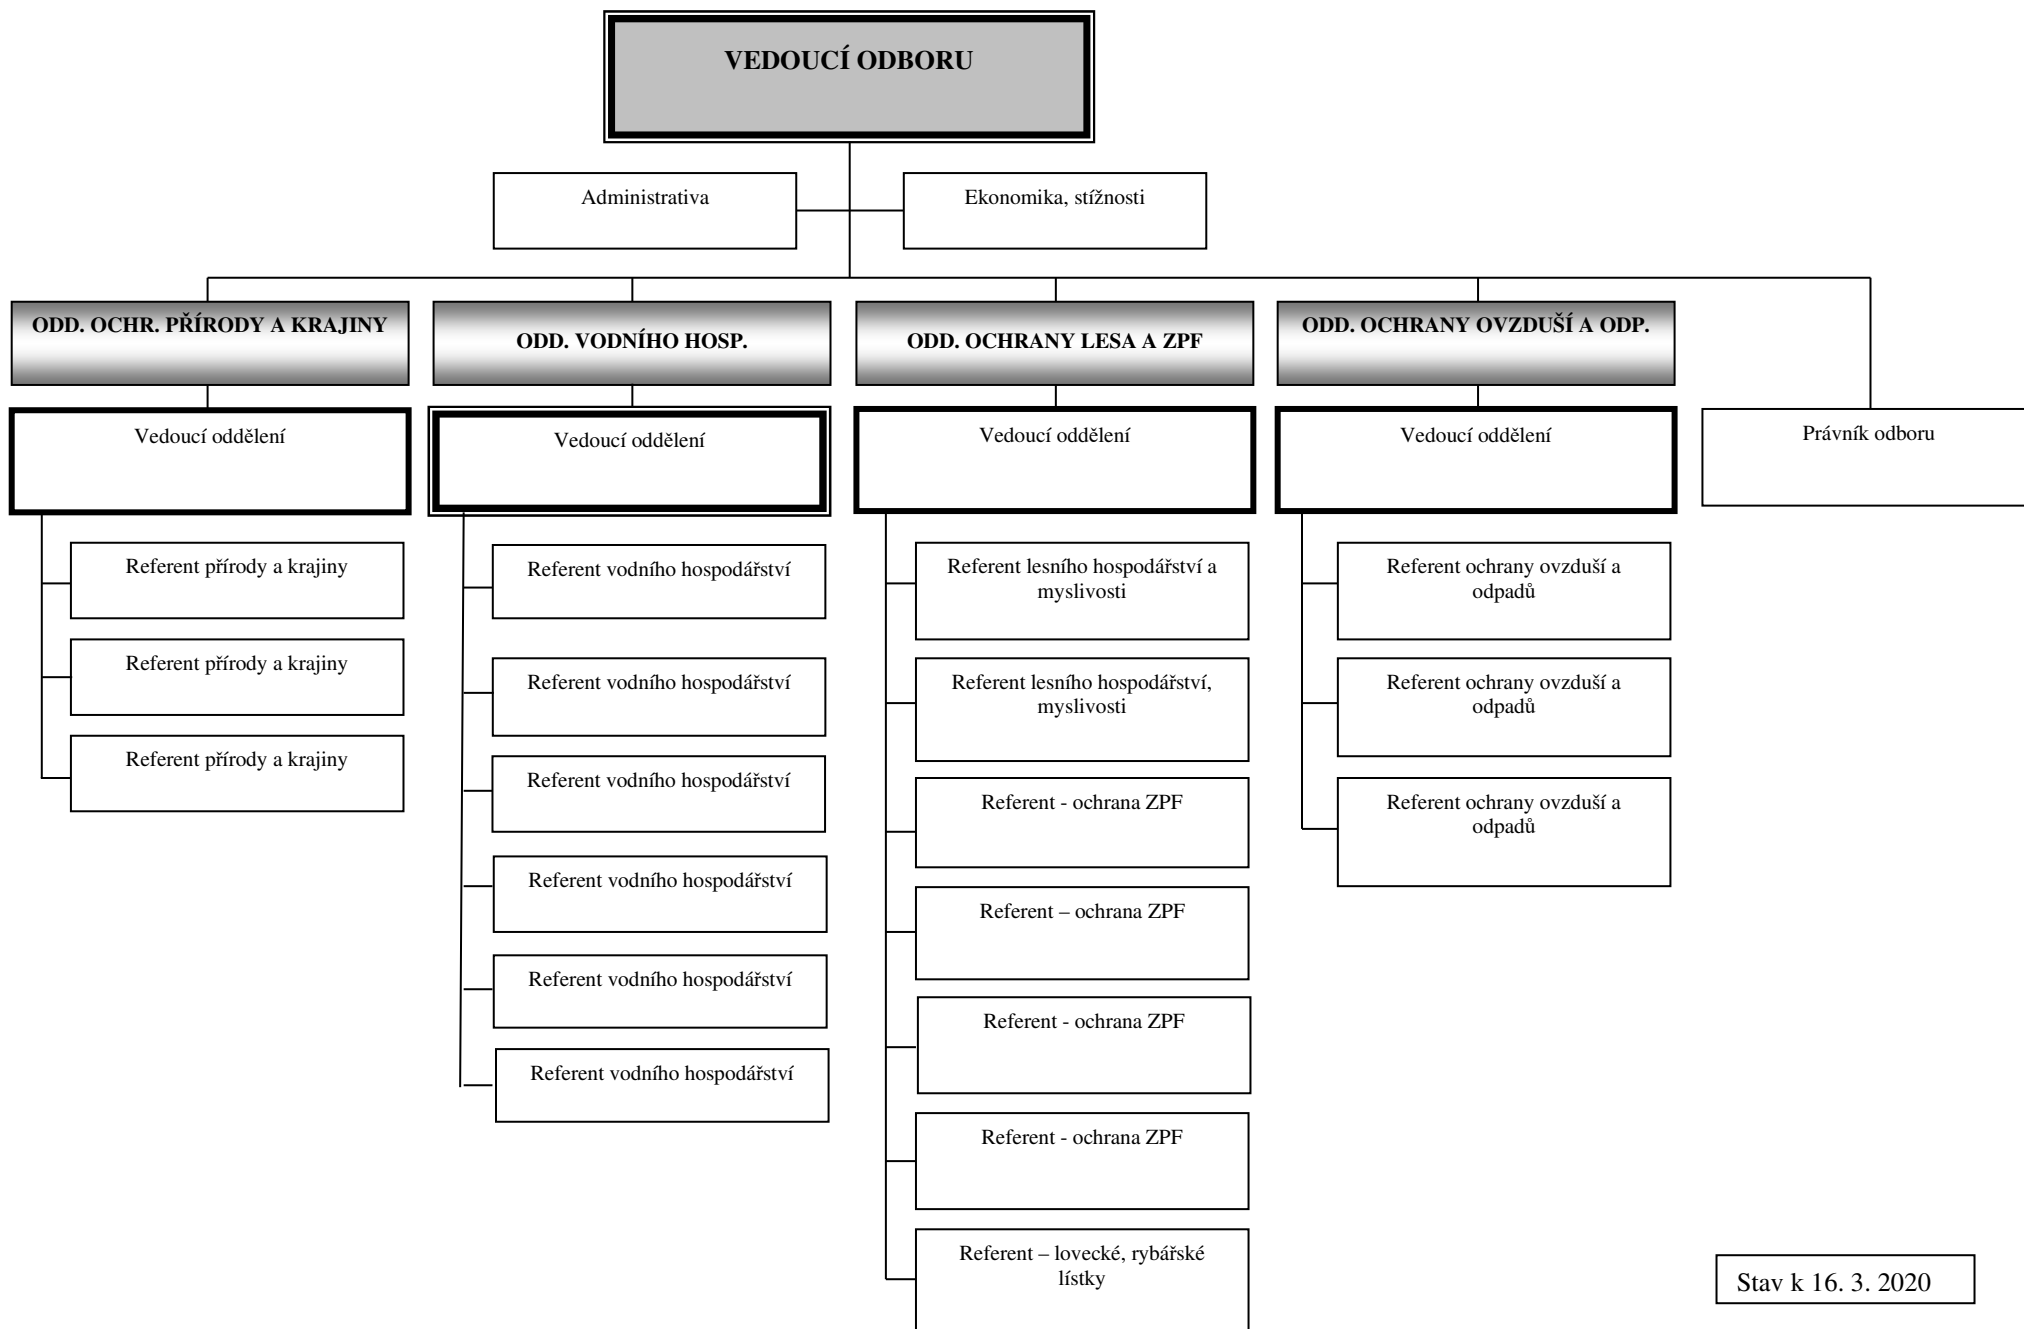 VEDOUCÍ ODBORU
Administrativa
Ekonomika, stížnosti
ODD. OCHR. PŘÍRODY A KRAJINY
ODD. VODNÍHO HOSP.
ODD. OCHRANY LESA A ZPF
ODD. OCHRANY OVZDUŠÍ A ODP.
Vedoucí oddělení
Vedoucí oddělení
Vedoucí oddělení
Vedoucí oddělení
Právník odboru
Referent přírody a krajiny
Referent přírody a krajiny
Referent přírody a krajiny
Referent vodního hospodářství
Referent vodního hospodářství
Referent vodního hospodářství
Referent vodního hospodářství
Referent vodního hospodářství
Referent vodního hospodářství
Referent lesního hospodářství a
myslivosti
Referent lesního hospodářství,
myslivosti
Referent - ochrana ZPF
Referent – ochrana ZPF
Referent - ochrana ZPF
Referent - ochrana ZPF
Referent – lovecké, rybářské
lístky
Referent ochrany ovzduší a
odpadů
Referent ochrany ovzduší a
odpadů
Referent ochrany ovzduší a
odpadů
Stav k 16. 3. 2020